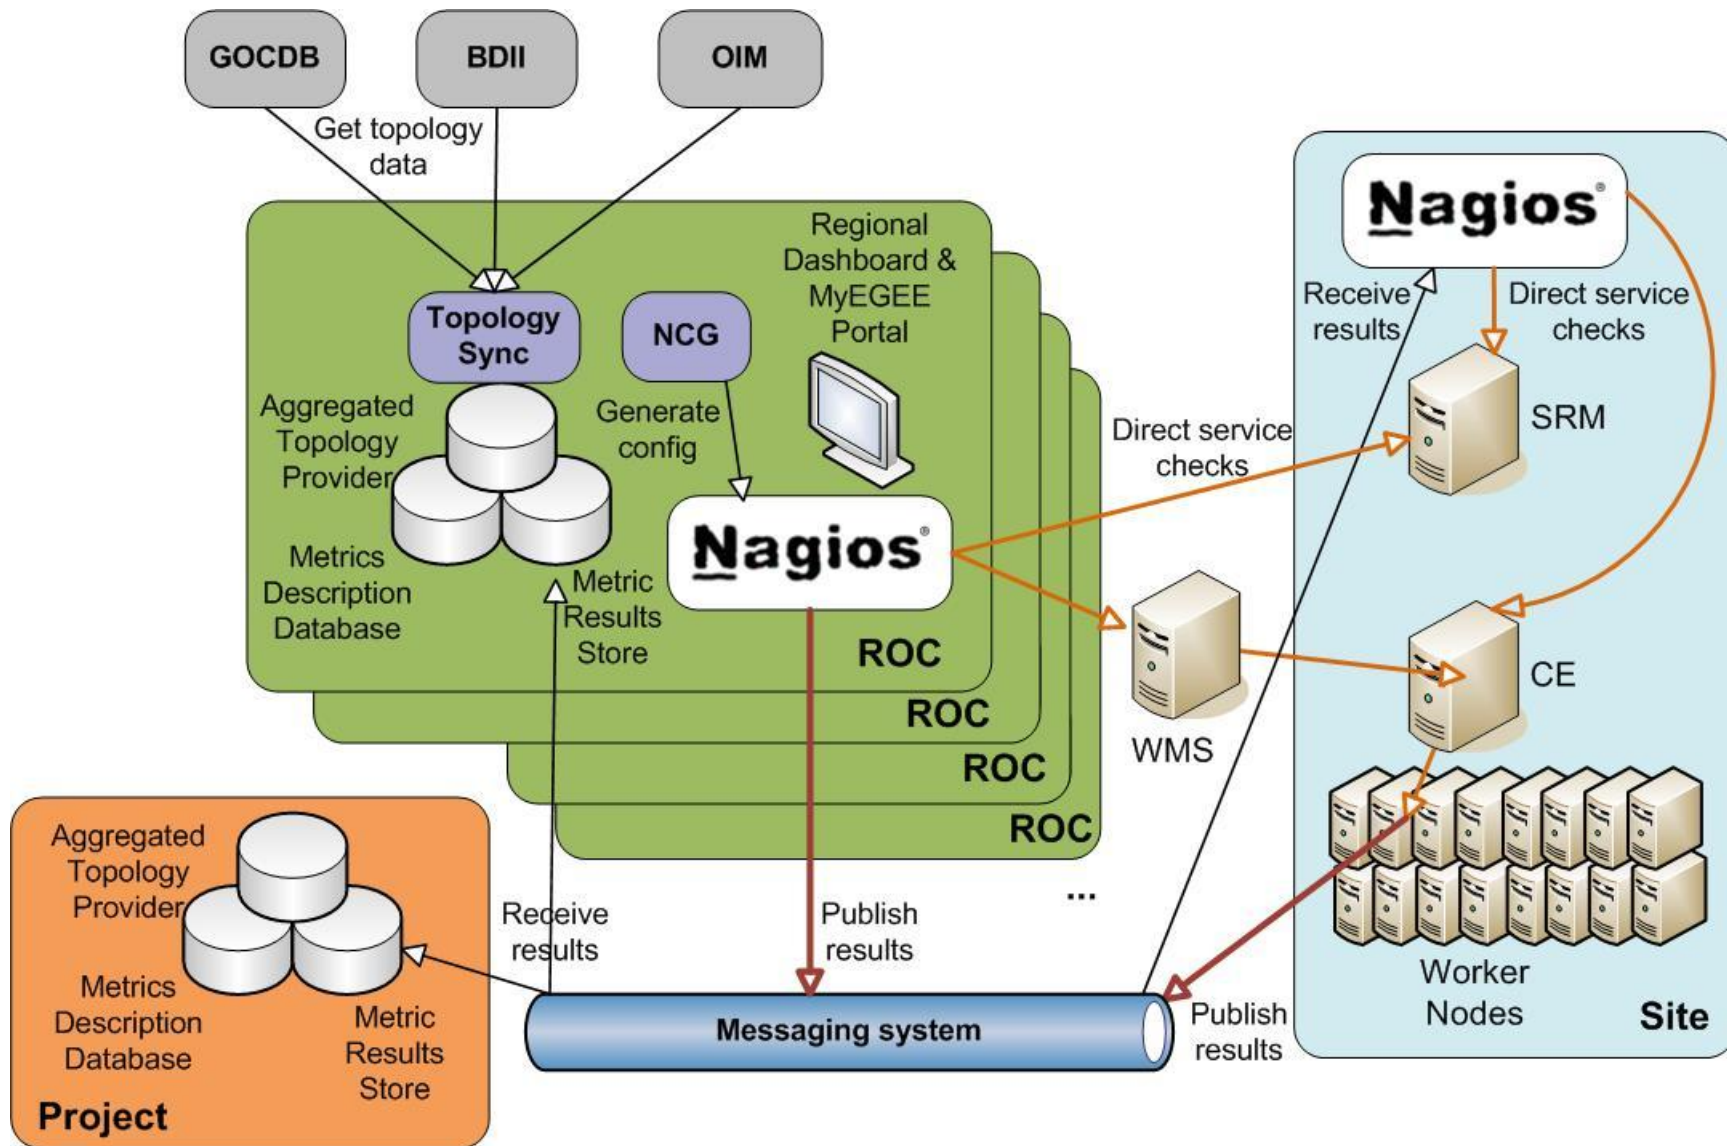 GOCDB
BDII
OIM
Get topology
data
Topology
Sync
NCG
Regional
Dashboard &
MyEGEE
Portal
Aggregated
Topology
Provider
Generate
config
Metrics
Description
Database
Metric
Results
Store
Nagios®
ROC
ROC
ROC
ROC
...
Direct service
checks
WMS
Nagios®
Receive
results
Direct service
checks
SRM
CE
Worker
Nodes
Site
Aggregated
Topology
Provider
Metrics
Description
Database
Metric
Results
Store
Project
Receive
results
Publish
results
Messaging system
Publish
results